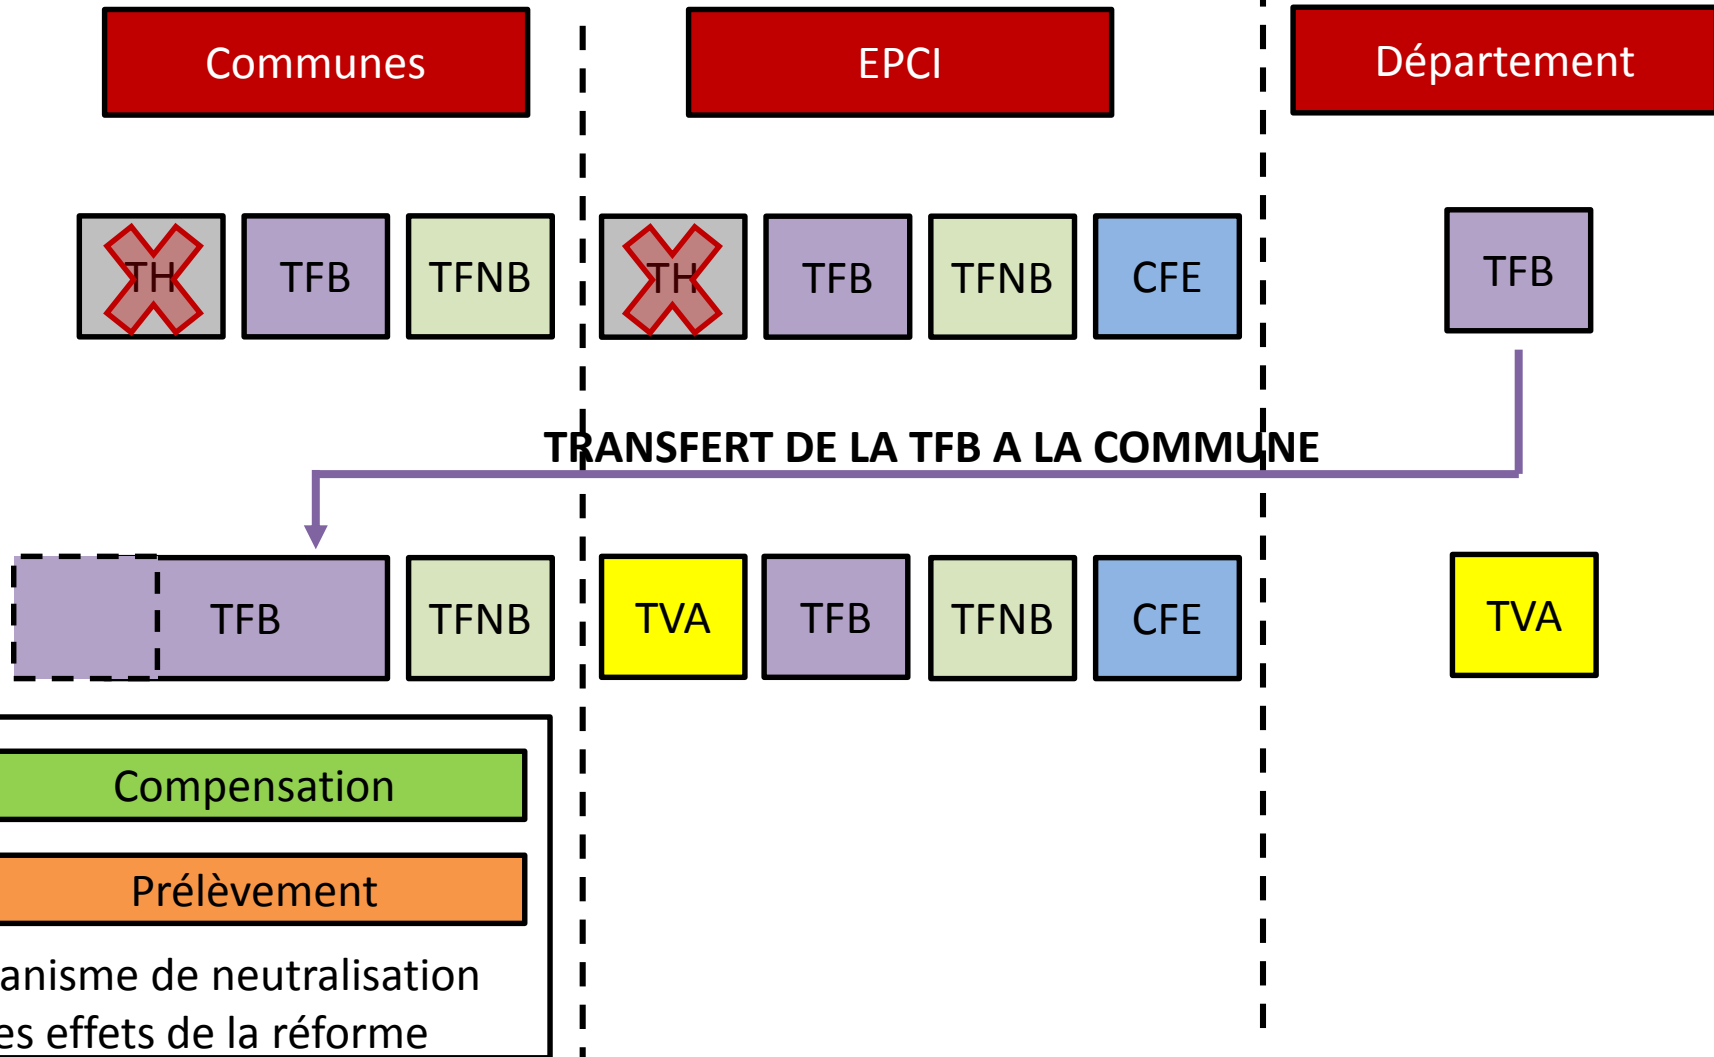 Communes
EPCI
Département
TH TFB TFNB
TH TFB TFNB CFE
TFB
TRANSFERT DE LA TFB A LA COMMUNE
TFB TFNB
TVA TFB TFNB CFE
TVA
Compensation
Prélèvement
anisme de neutralisation
es effets de la réforme